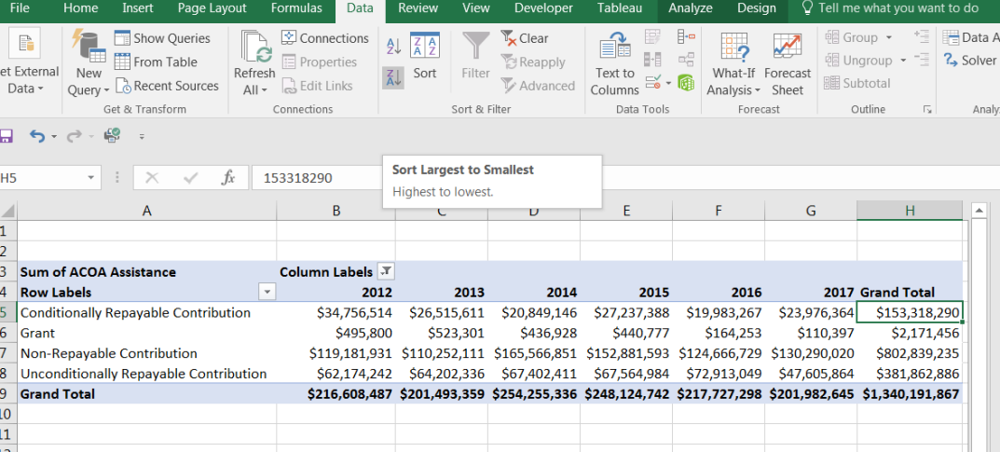 File Home Insert Page Layout Formulas Data Review View Developer Tableau Analyze Design Tell me what you want to do
Show Queries Connections Clear Group Data A
et External New From Table Refresh Properties Sort Filter Reapply Text to What-If Forecast Ungroup Solver
Data Query Recent Sources All Edit Links Advanced Columns Analysis Sheet Subtotal
Get & Transform Connections Sort & Filter Data Tools Forecast Outline Analy
H5 fx 153318290
Sort Largest to Smallest
Highest to lowest.
A B C D E F G H
1
2
3 Sum of ACOA Assistance Column Labels
4 Row Labels 2012 2013 2014 2015 2016 2017 Grand Total
5 Conditionally Repayable Contribution $34,756,514 $26,515,611 $20,849,146 $27,237,388 $19,983,267 $23,976,364 $153,318,290
6 Grant $495,800 $523,301 $436,928 $440,777 $164,253 $110,397 $2,171,456
7 Non-Repayable Contribution $119,181,931 $110,252,111 $165,566,851 $152,881,593 $124,666,729 $130,290,020 $802,839,235
8 Unconditionally Repayable Contribution $62,174,242 $64,202,336 $67,402,411 $67,564,984 $72,913,049 $47,605,864 $381,862,886
9 Grand Total $216,608,487 $201,493,359 $254,255,336 $248,124,742 $217,727,298 $201,982,645 $1,340,191,867
10
11